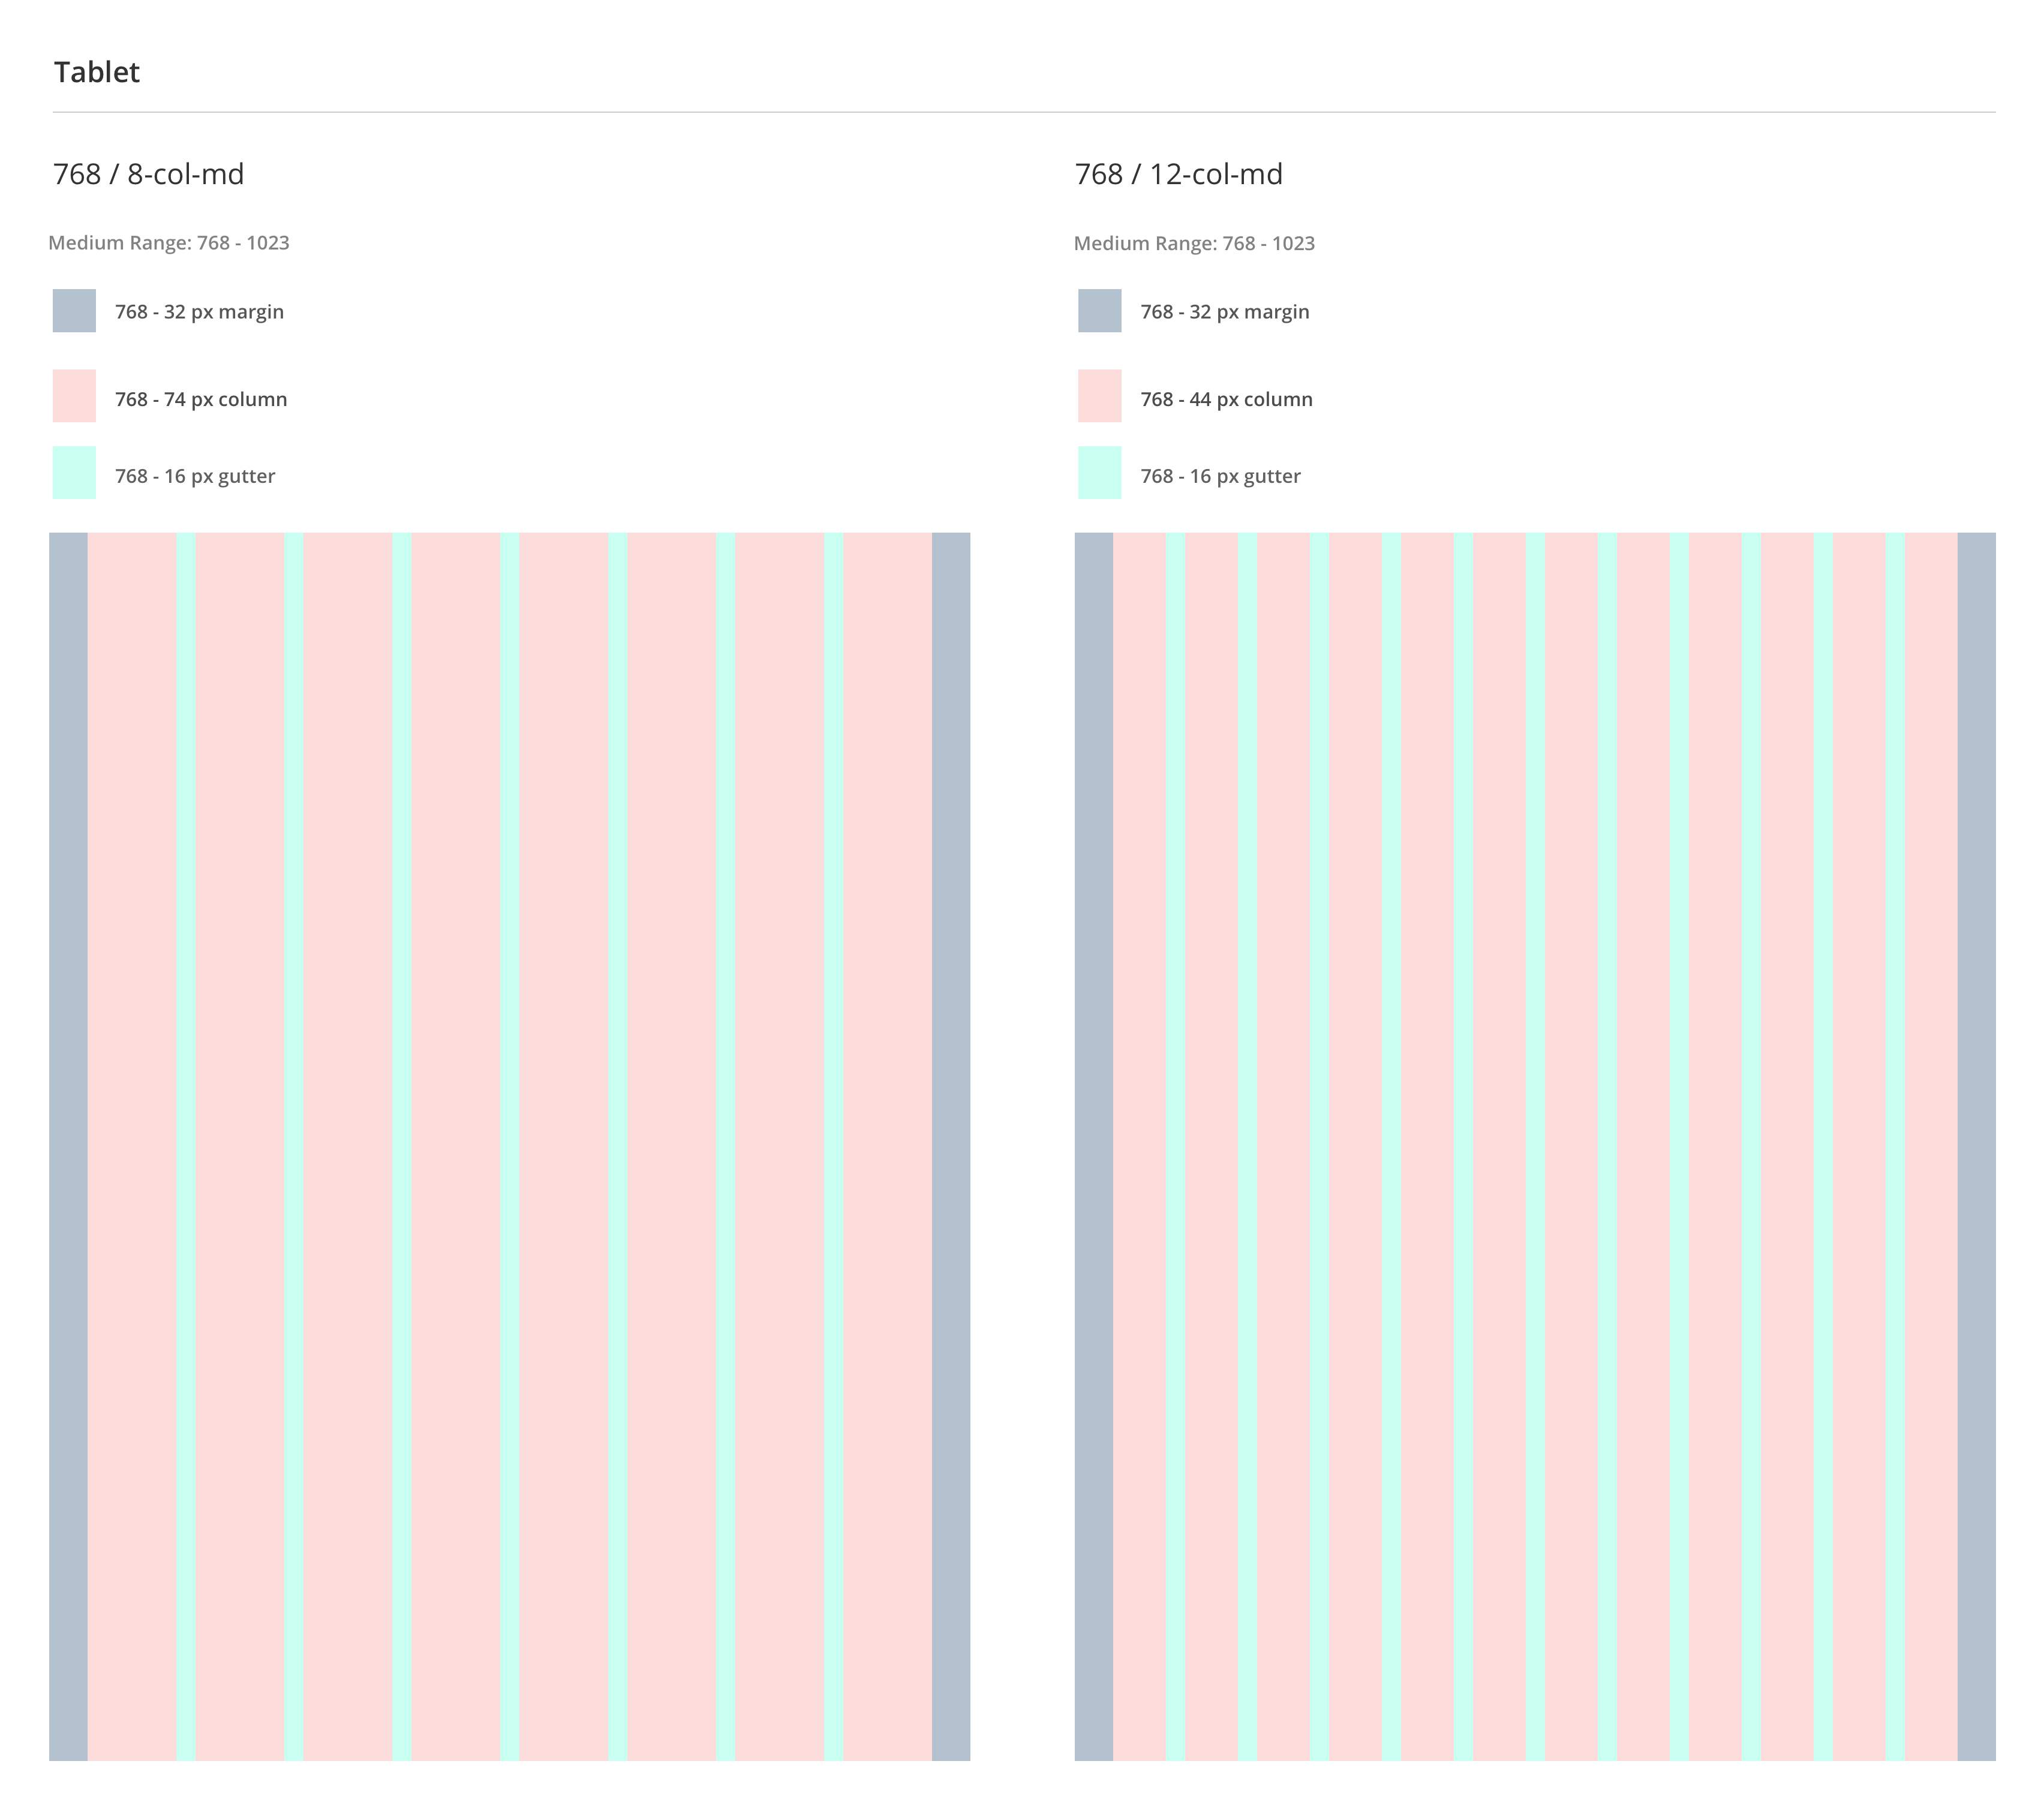 Tablet
768 / 8-col-md
Medium Range: 768 - 1023
768 - 32 px margin
768 - 74 px column
768 - 16 px gutter
768 / 12-col-md
Medium Range: 768 - 1023
768 - 32 px margin
768 - 44 px column
768 - 16 px gutter